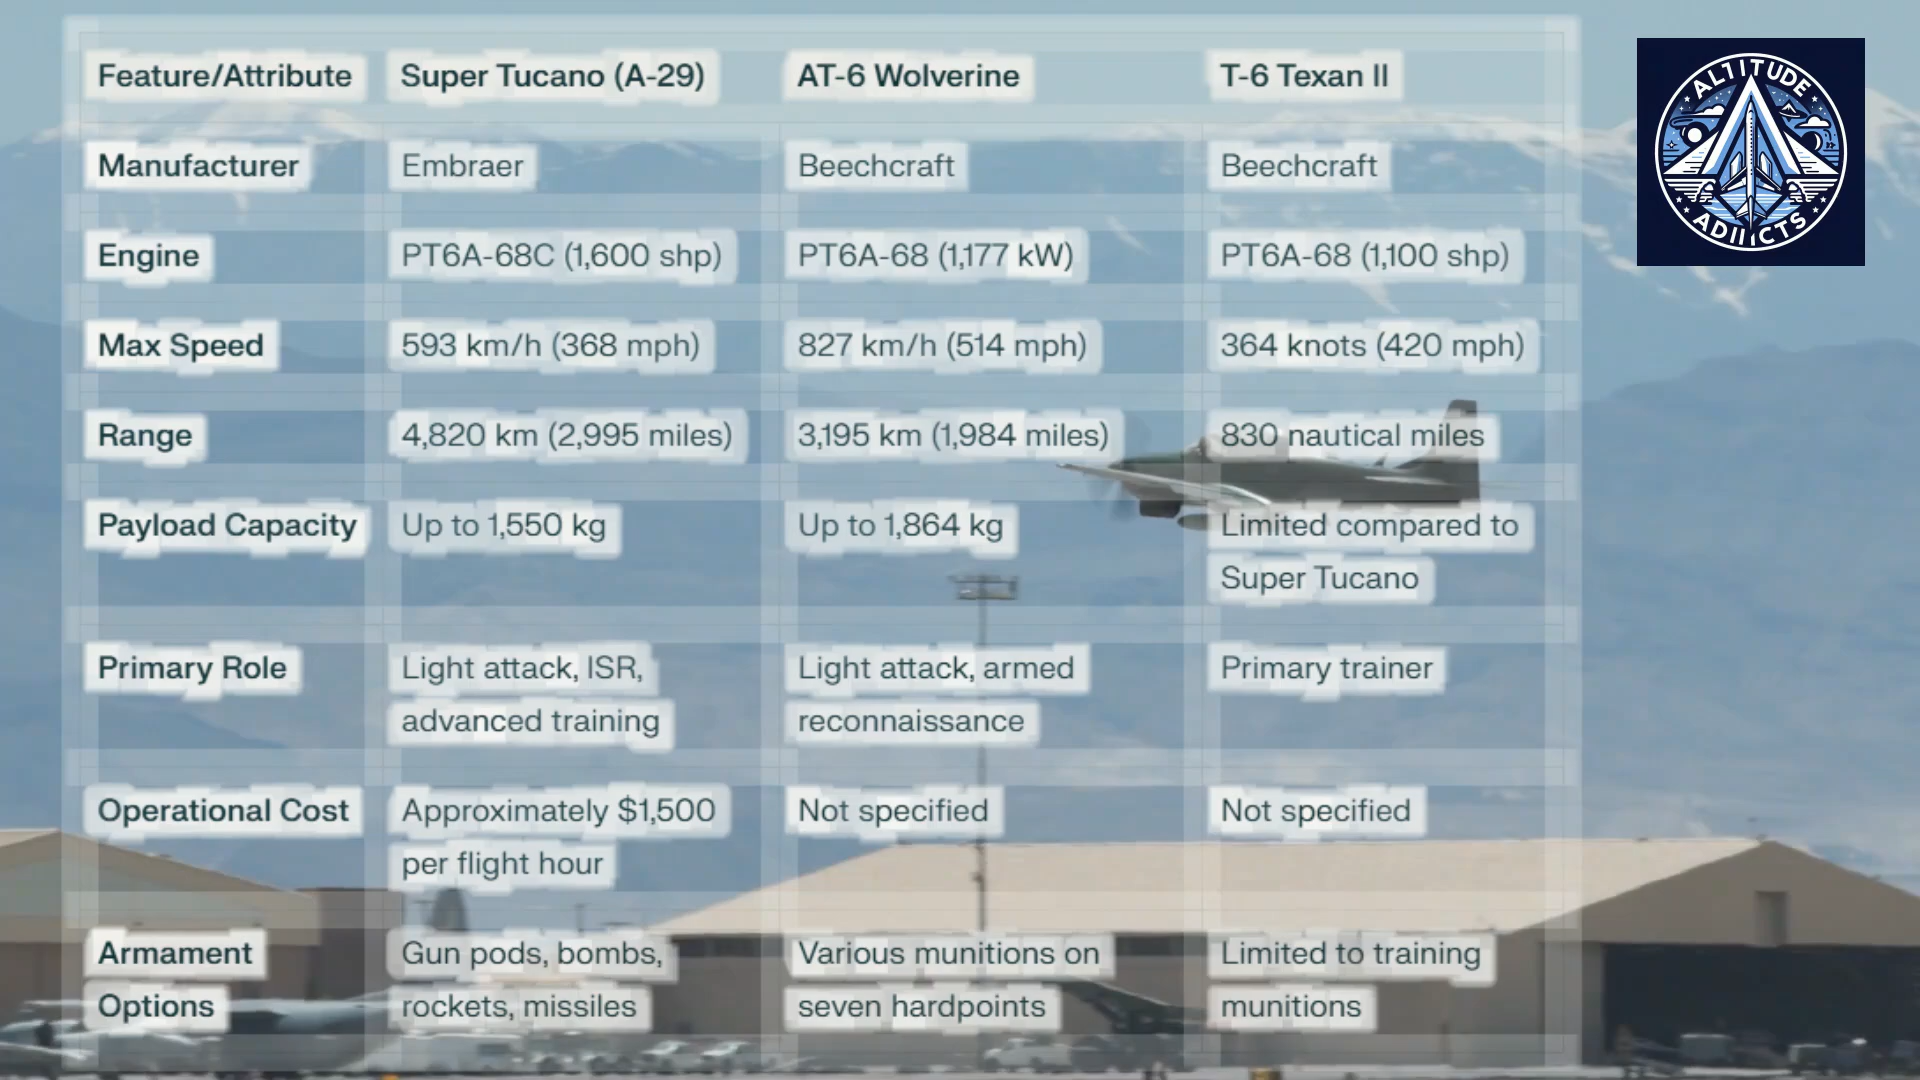 Feature/Attribute Super Tucano (A-29) AT-6 Wolverine T-6 Texan II
Manufacturer Embraer Beechcraft Beechcraft
Engine PT6A-68C (1,600 shp) PT6A-68 (1,177 kW) PT6A-68 (1,100 shp)
Max Speed 593 km/h (368 mph) 827 km/h (514 mph) 364 knots (420 mph)
Range 4,820 km (2,995 miles) 3,195 km (1,984 miles) 830 nautical miles
Payload Capacity Up to 1,550 kg Up to 1,864 kg Limited compared to
Super Tucano
Primary Role Light attack, ISR, Light attack, armed Primary trainer
advanced training reconnaissance
Operational Cost Approximately $1,500 Not specified Not specified
per flight hour
Armament Gun pods, bombs, Various munitions on Limited to training
Options rockets, missiles seven hardpoints munitions
ALTITUDE
ADIIICTS